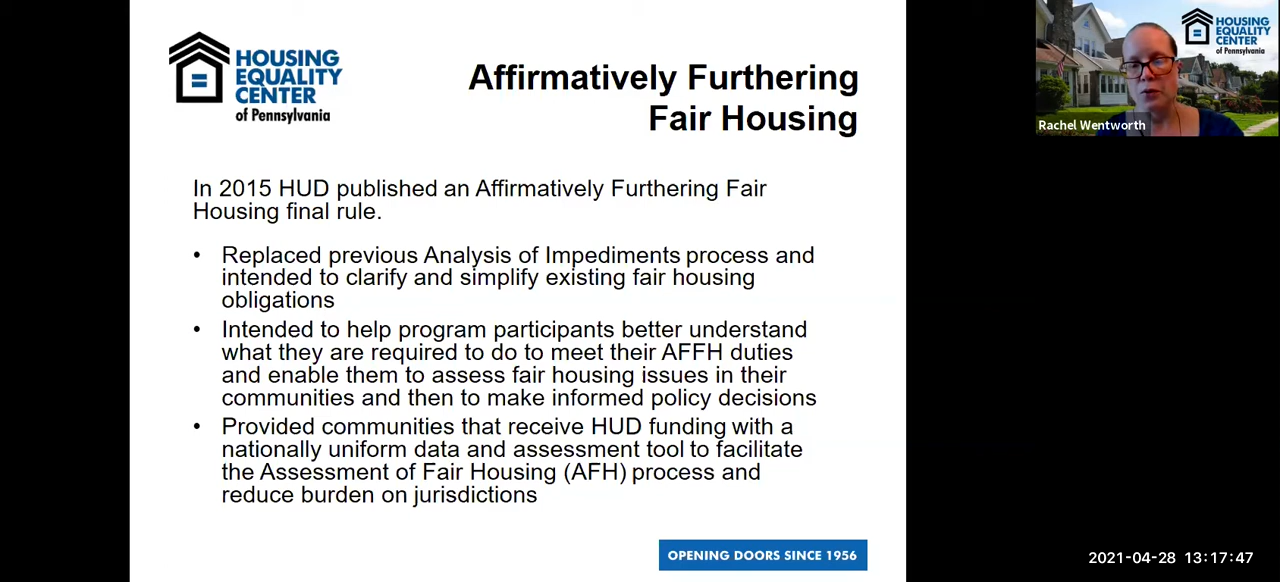 HOUSING
EQUALITY
CENTER
of Pennsylvania
Affirmatively Furthering
Fair Housing
In 2015 HUD published an Affirmatively Furthering Fair
Housing final rule.
• Replaced previous Analysis of Impediments process and
intended to clarify and simplify existing fair housing
obligations
• Intended to help program participants better understand
what they are required to do to meet their AFFH duties
and enable them to assess fair housing issues in their
communities and then to make informed policy decisions
• Provided communities that receive HUD funding with a
nationally uniform data and assessment tool to facilitate
the Assessment of Fair Housing (AFH) process and
reduce burden on jurisdictions
OPENING DOORS SINCE 1956
HOUSING
EQUALITY
CENTER
of Pennsylvania
Rachel Wentworth
2021-04-28 13:17:47